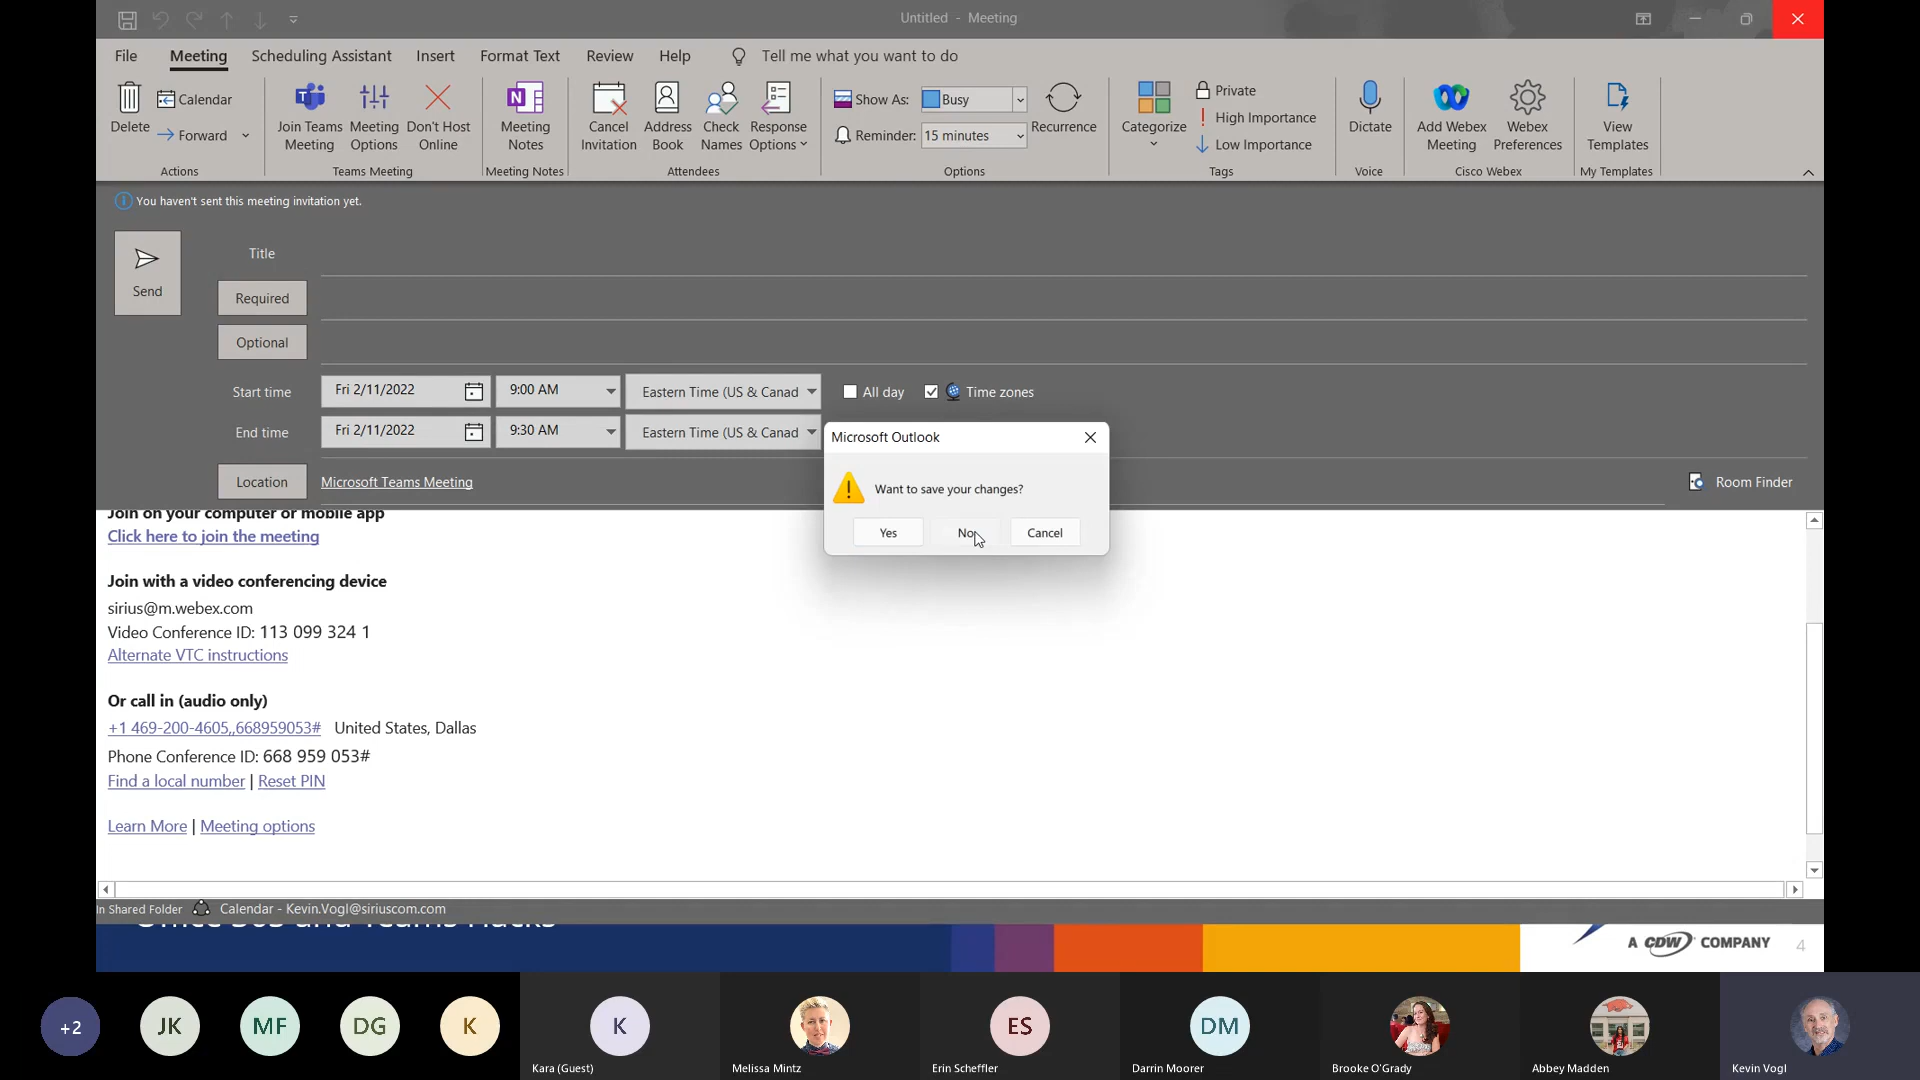 Untitled - Meeting
File Meeting Scheduling Assistant Insert Format Text Review Help Tell me what you want to do
Delete Calendar Forward
Join Teams Meeting Meeting Options Don't Host Online
Meeting Notes
Cancel Invitation Address Book Check Names Response Options
Show As: Busy
Reminder: 15 minutes
Recurrence
Categorize
Private
High Importance
Low Importance
Dictate
Add Webex Meeting Webex Preferences
View Templates
Actions Teams Meeting Meeting Notes Attendees Options Tags Voice Cisco Webex My Templates
You haven't sent this meeting invitation yet.
Send
Title
Required
Optional
Start time Fri 2/11/2022 9:00 AM Eastern Time (US & Canad All day Time zones
End time Fri 2/11/2022 9:30 AM Eastern Time (US & Canad
Location Microsoft Teams Meeting Room Finder
Microsoft Outlook
Want to save your changes?
Yes No Cancel
Join on your computer or mobile app
Click here to join the meeting
Join with a video conferencing device
sirius@m.webex.com
Video Conference ID: 113 099 324 1
Alternate VTC instructions
Or call in (audio only)
+1 469-200-4605,,668959053# United States, Dallas
Phone Conference ID: 668 959 053#
Find a local number | Reset PIN
Learn More | Meeting options
In Shared Folder Calendar - Kevin.Vogl@siriuscom.com
Office 365 and Teams Hacks
A CDW COMPANY 4
+2 JK MF DG K K ES DM
Kara (Guest) Melissa Mintz Erin Scheffler Darrin Moorer Brooke O'Grady Abbey Madden Kevin Vogl